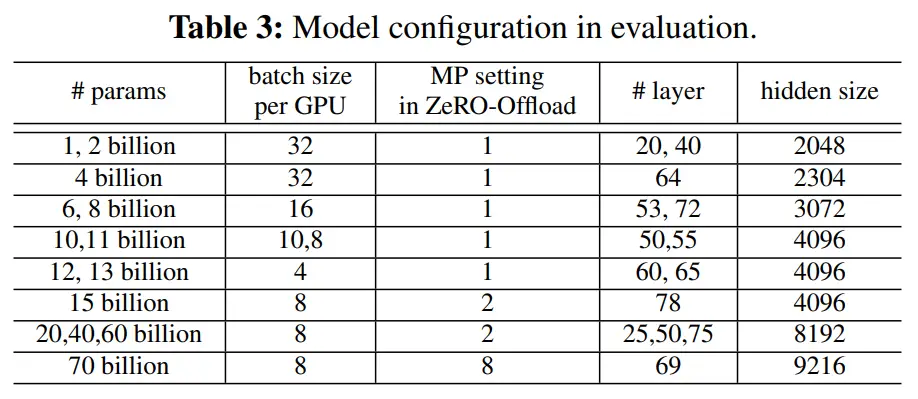 Table 3: Model configuration in evaluation.
# params batch size per GPU MP setting in ZeRO-Offload # layer hidden size
1, 2 billion 32 1 20, 40 2048
4 billion 32 1 64 2304
6, 8 billion 16 1 53, 72 3072
10,11 billion 10,8 1 50,55 4096
12, 13 billion 4 1 60, 65 4096
15 billion 8 2 78 4096
20,40,60 billion 8 2 25,50,75 8192
70 billion 8 8 69 9216